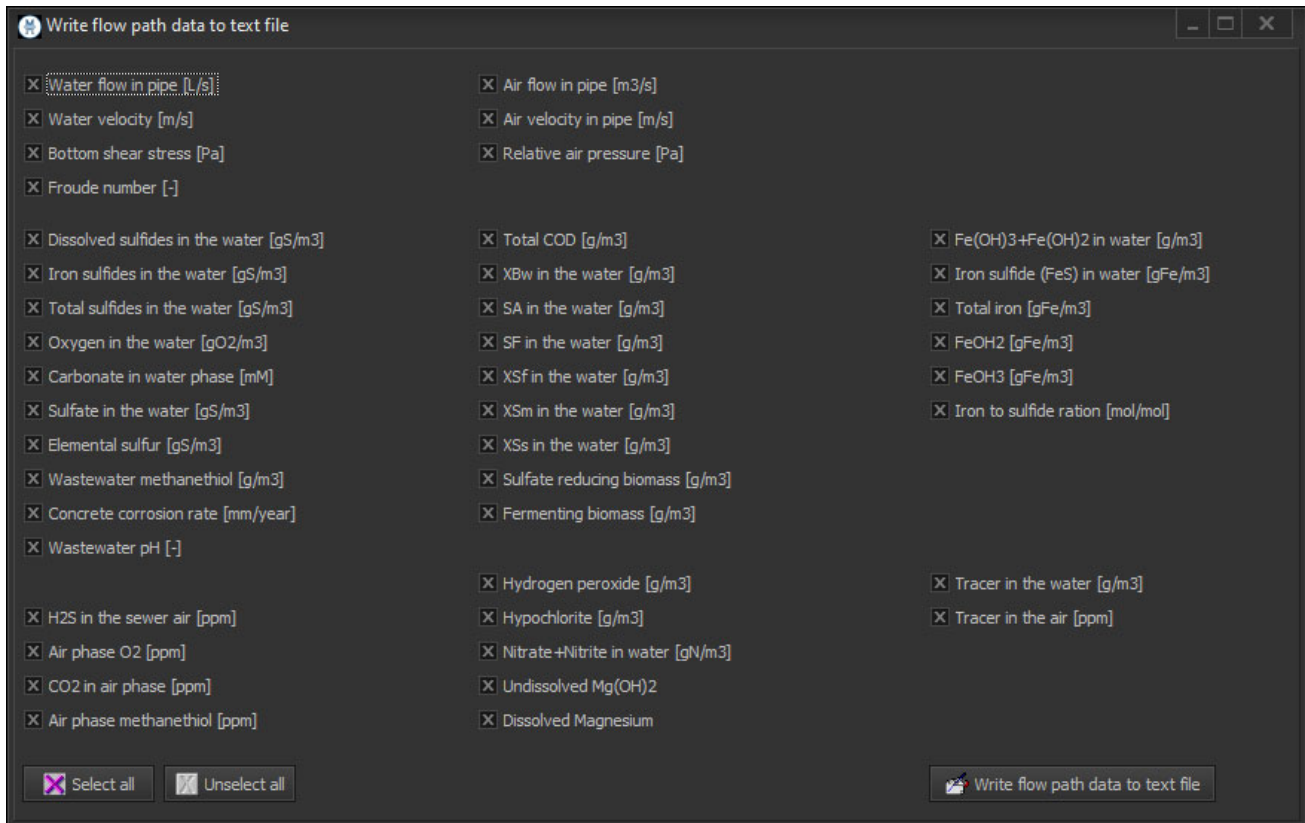 Write flow path data to text file
Water flow in pipe [L/s]
Water velocity [m/s]
Bottom shear stress [Pa]
Froude number [-]
Air flow in pipe [m3/s]
Air velocity in pipe [m/s]
Relative air pressure [Pa]
Dissolved sulfides in the water [gS/m3]
Iron sulfides in the water [gS/m3]
Total sulfides in the water [gS/m3]
Oxygen in the water [gO2/m3]
Carbonate in water phase [mM]
Sulfate in the water [gS/m3]
Elemental sulfur [gS/m3]
Wastewater methanethiol [g/m3]
Concrete corrosion rate [mm/year]
Wastewater pH [-]
Total COD [g/m3]
XBw in the water [g/m3]
SA in the water [g/m3]
SF in the water [g/m3]
XSf in the water [g/m3]
XSm in the water [g/m3]
XSs in the water [g/m3]
Sulfate reducing biomass [g/m3]
Fermenting biomass [g/m3]
Fe(OH)3+Fe(OH)2 in water [g/m3]
Iron sulfide (FeS) in water [gFe/m3]
Total iron [gFe/m3]
FeOH2 [gFe/m3]
FeOH3 [gFe/m3]
Iron to sulfide ration [mol/mol]
H2S in the sewer air [ppm]
Air phase O2 [ppm]
CO2 in air phase [ppm]
Air phase methanethiol [ppm]
Hydrogen peroxide [g/m3]
Hypochlorite [g/m3]
Nitrate+Nitrite in water [gN/m3]
Undissolved Mg(OH)2
Dissolved Magnesium
Tracer in the water [g/m3]
Tracer in the air [ppm]
Select all
Unselect all
Write flow path data to text file